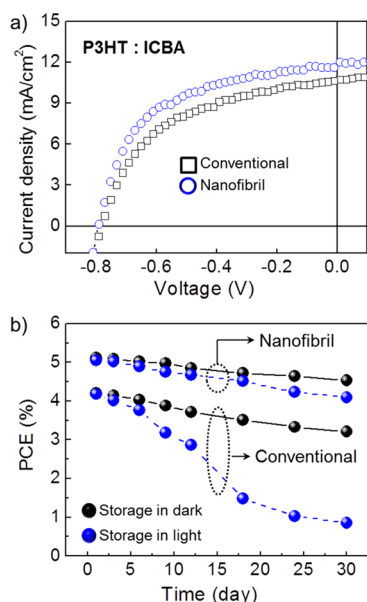 a)
15
12
9
6
3
0
P3HT : ICBA
Conventional
Nanofibril
Current density (mA/cm²)
-0.8 -0.6 -0.4 -0.2 0.0
Voltage (V)
b)
6
5
4
3
2
1
0
Nanofibril
Conventional
Storage in dark
Storage in light
PCE (%)
0 5 10 15 20 25 30
Time (day)